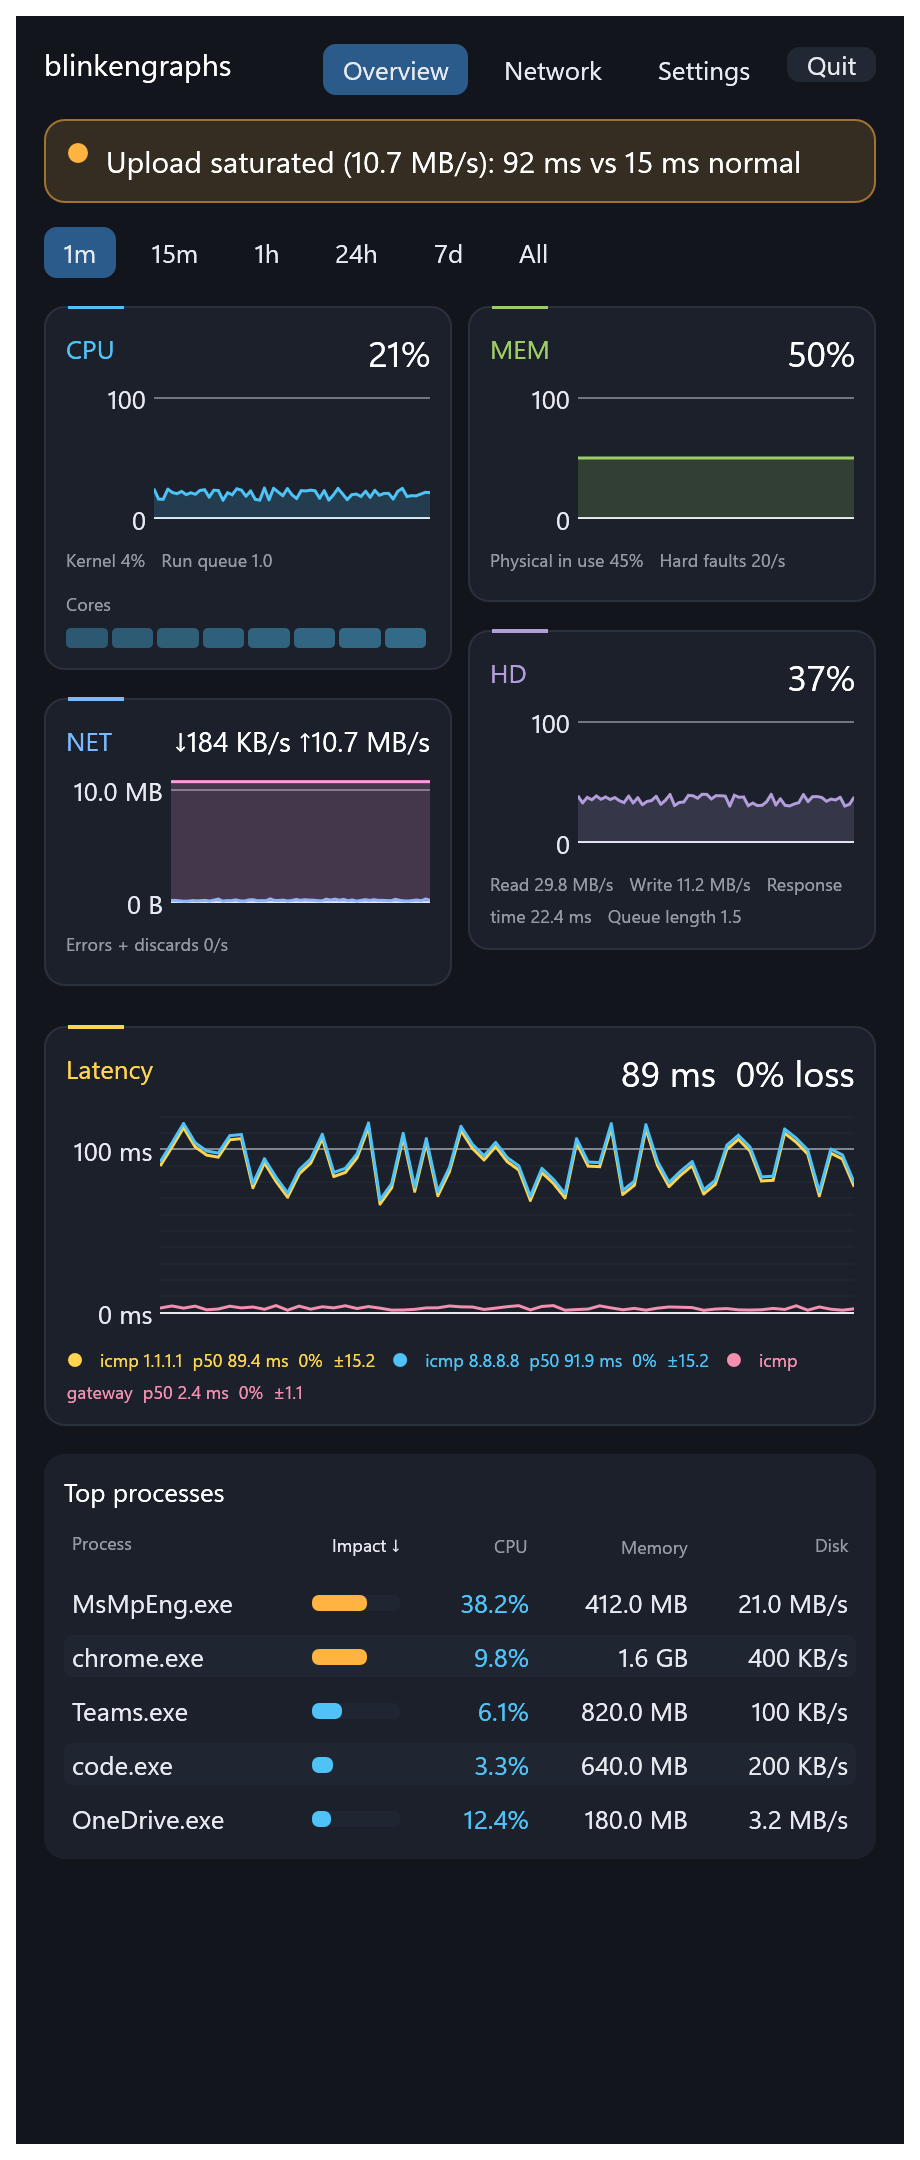 blinkengraphs Overview Network Settings Quit
Upload saturated (10.7 MB/s): 92 ms vs 15 ms normal
1m 15m 1h 24h 7d All
CPU 21%
100
0
Kernel 4% Run queue 1.0
Cores
MEM 50%
100
0
Physical in use 45% Hard faults 20/s
NET ↓184 KB/s ↑10.7 MB/s
10.0 MB
0 B
Errors + discards 0/s
HD 37%
100
0
Read 29.8 MB/s Write 11.2 MB/s Response
time 22.4 ms Queue length 1.5
Latency 89 ms 0% loss
100 ms
0 ms
icmp 1.1.1.1 p50 89.4 ms 0% ±15.2 icmp 8.8.8.8 p50 91.9 ms 0% ±15.2 icmp
gateway p50 2.4 ms 0% ±1.1
Top processes
Process Impact ↓ CPU Memory Disk
MsMpEng.exe 38.2% 412.0 MB 21.0 MB/s
chrome.exe 9.8% 1.6 GB 400 KB/s
Teams.exe 6.1% 820.0 MB 100 KB/s
code.exe 3.3% 640.0 MB 200 KB/s
OneDrive.exe 12.4% 180.0 MB 3.2 MB/s